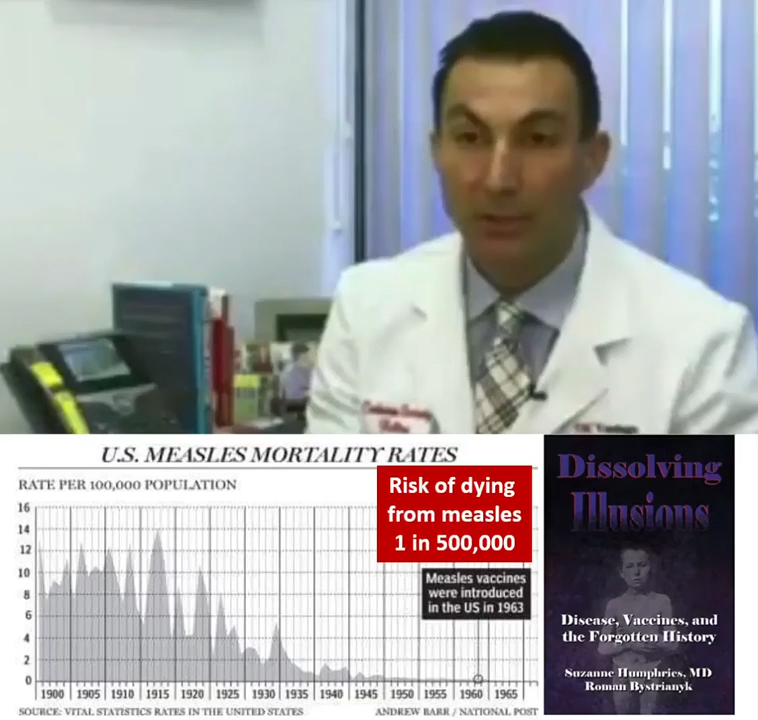 U.S. MEASLES MORTALITY RATES
RATE PER 100,000 POPULATION
16
14
12
10
8
6
4
2
0
1900 1905 1910 1915 1920 1925 1930 1935 1940 1945 1950 1955 1960 1965
SOURCE: VITAL STATISTICS RATES IN THE UNITED STATES
ANDREW BARR / NATIONAL POST
Risk of dying
from measles
1 in 500,000
Measles vaccines
were introduced
in the US in 1963
Dissolving
Illusions
Disease, Vaccines, and
the Forgotten History
Suzanne Humphries, MD
Roman Bystrianyk